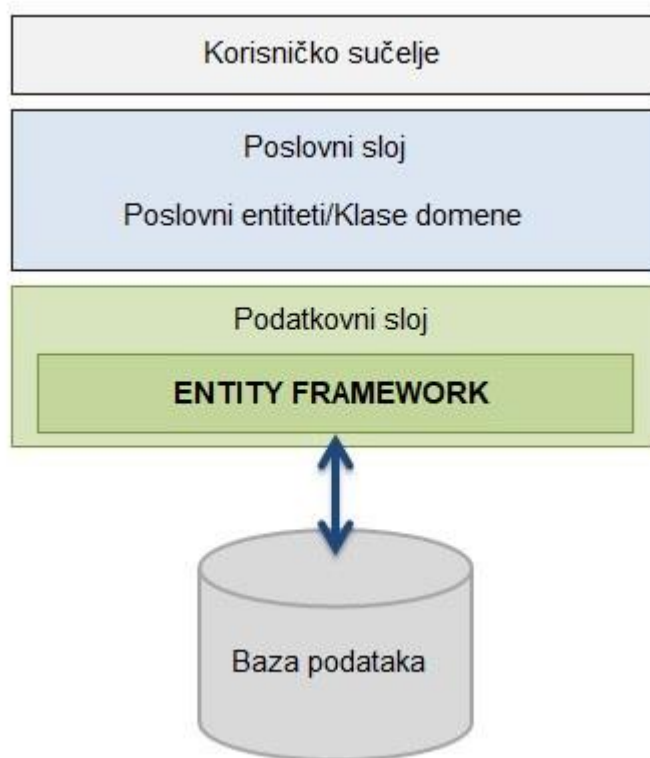 Korisničko sučelje
Poslovni sloj
Poslovni entiteti/Klase domene
Podatkovni sloj
ENTITY FRAMEWORK
Baza podataka